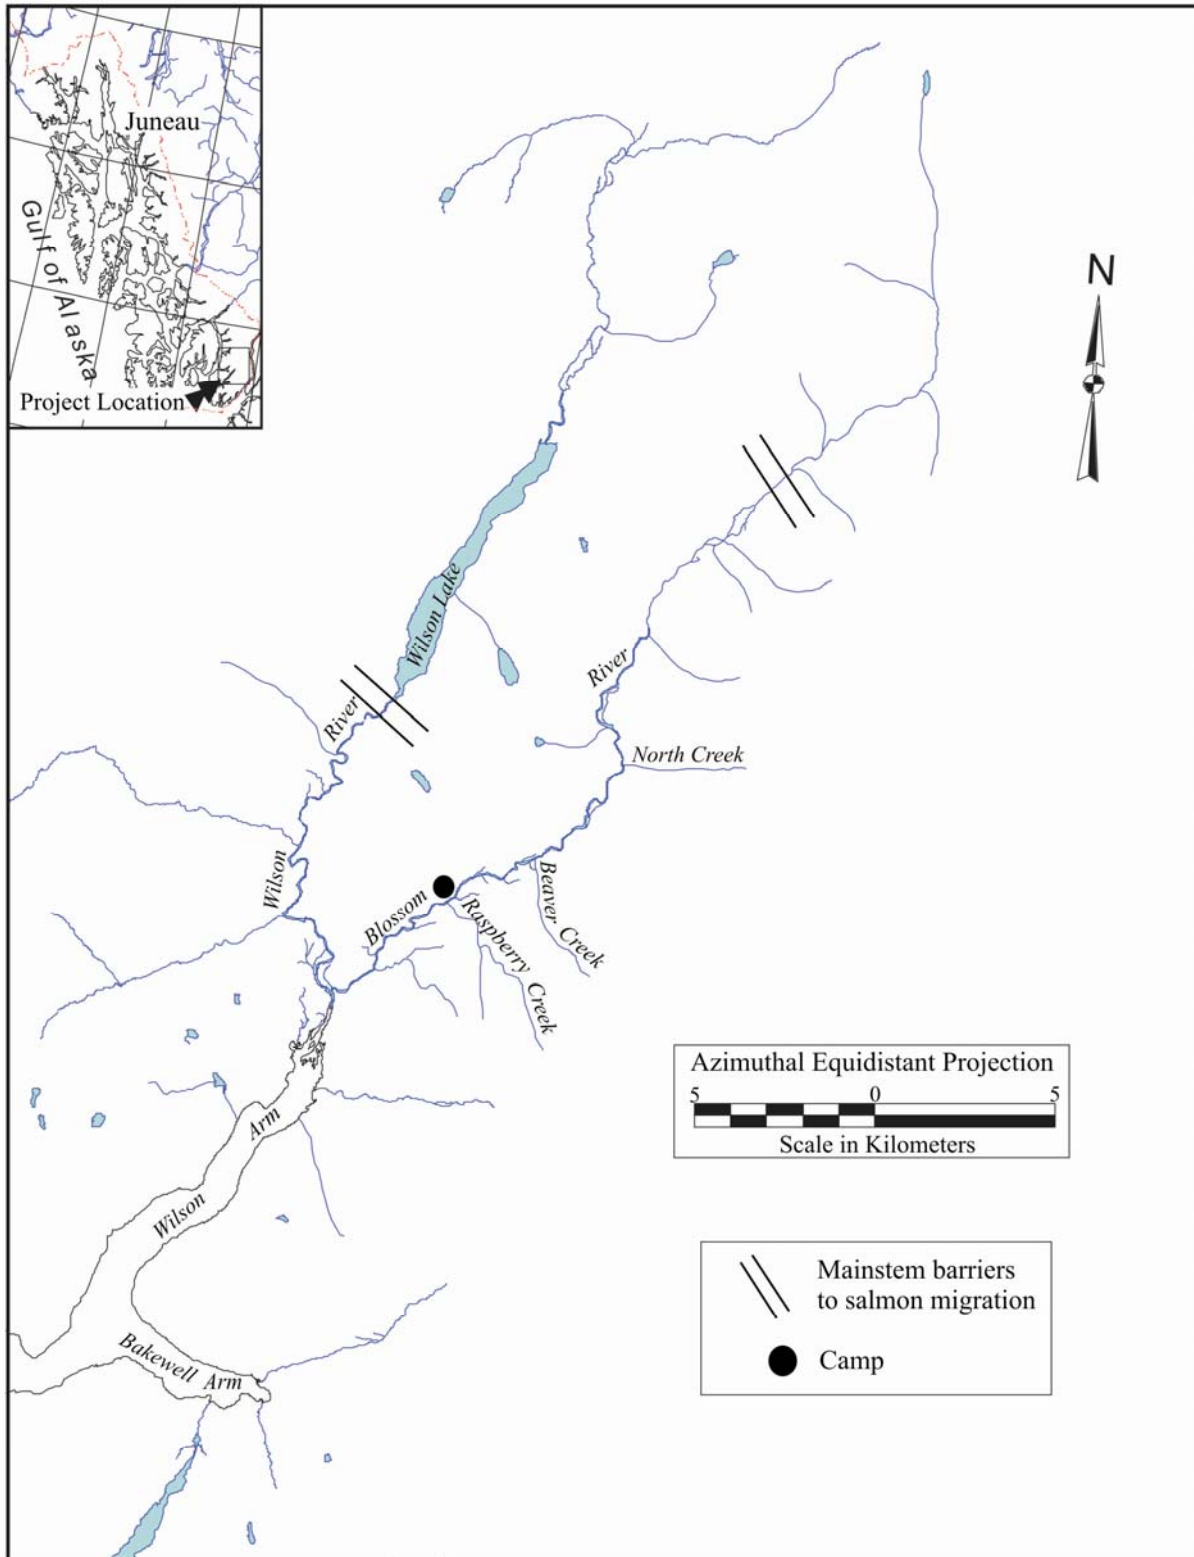 Juneau
Gulf of Alaska
Project Location
N
Wilson Lake
River
River
North Creek
Wilson
Blossom
Beaver Creek
Raspberry Creek
Azimuthal Equidistant Projection
5 0 5
Scale in Kilometers
Arm
Wilson
Mainstem barriers
to salmon migration
Bakewell Arm
Camp